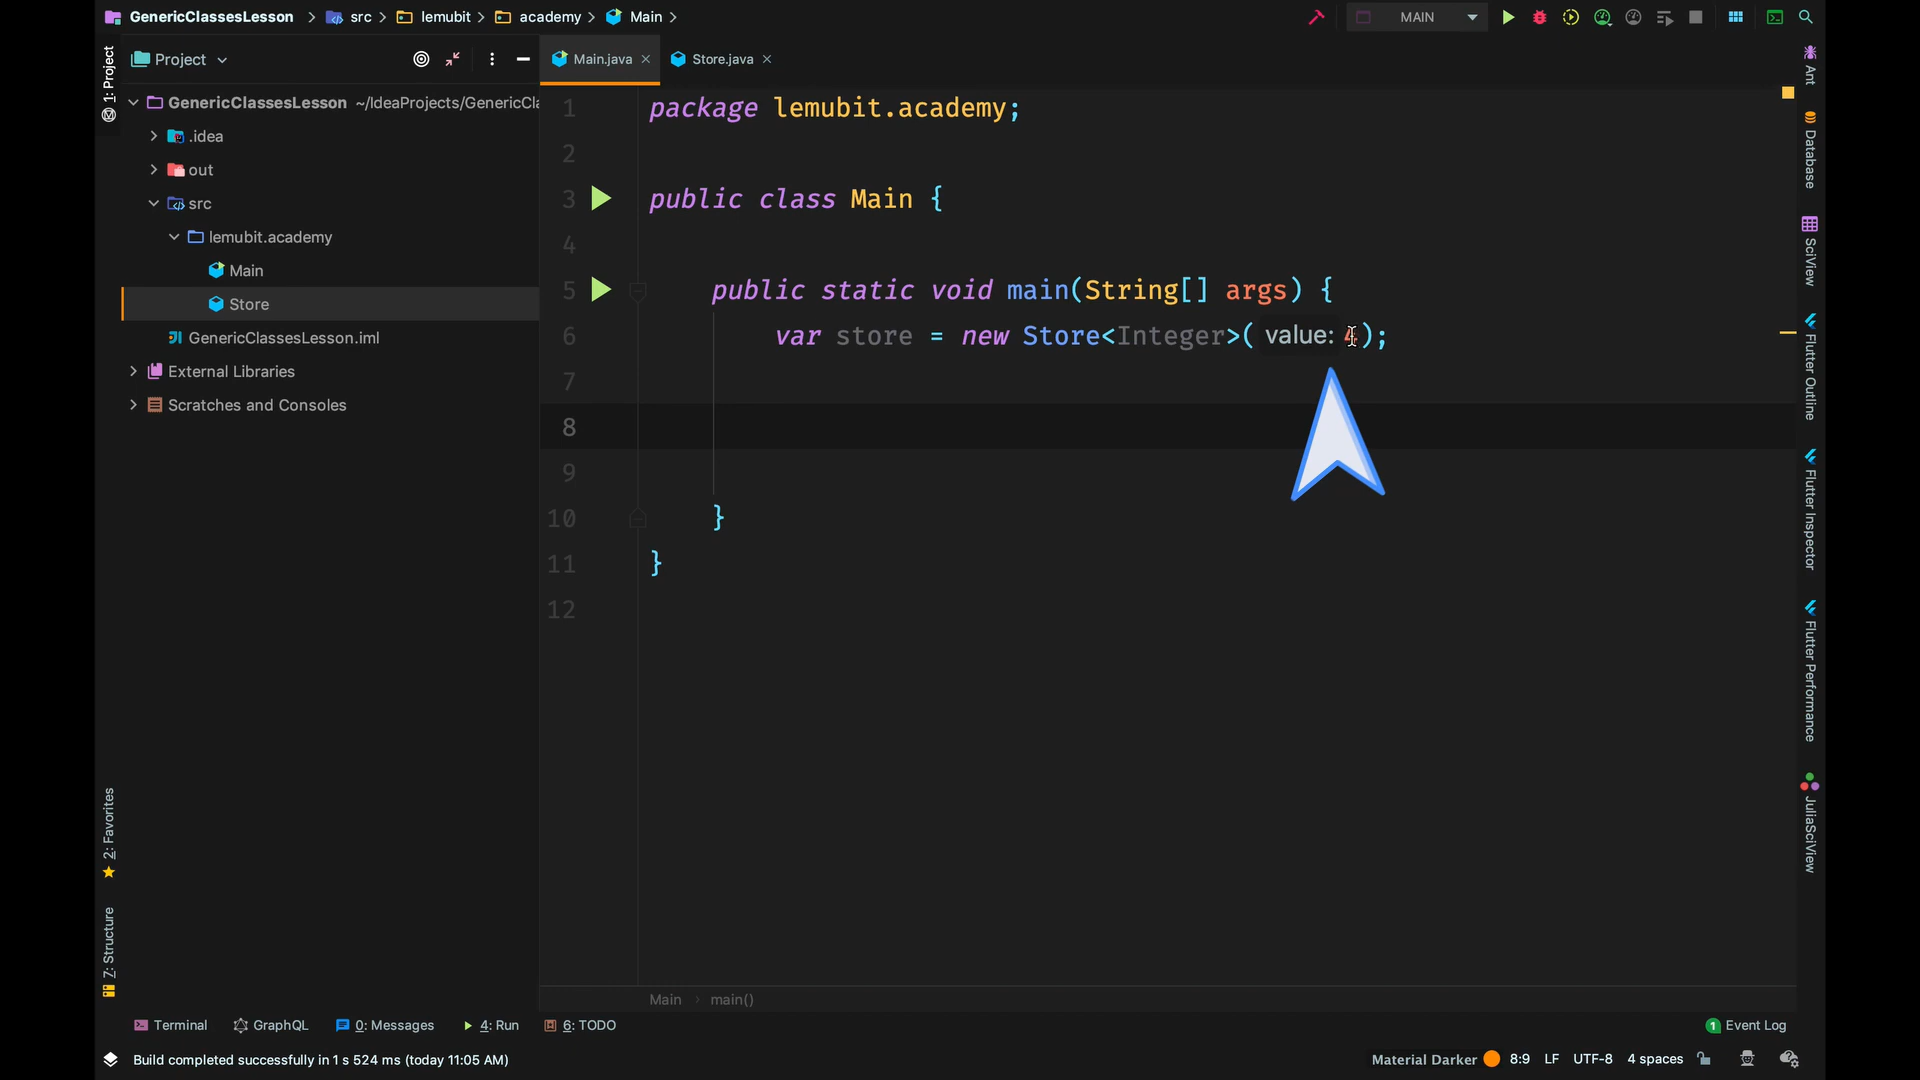 GenericClassesLesson src lemubit academy Main
MAIN
1: Project
Project
Main.java
Store.java
GenericClassesLesson ~/IdeaProjects/GenericCla
.idea
out
src
lemubit.academy
Main
Store
GenericClassesLesson.iml
External Libraries
Scratches and Consoles
1 package lemubit.academy;
2
3 public class Main {
4
5 public static void main(String[] args) {
6 var store = new Store<Integer>( value: 4);
7
8
9
10 }
11 }
12
Main main()
Ant
Database
SciView
Flutter Outline
Flutter Inspector
Flutter Performance
JuliaSciView
2: Favorites
7: Structure
Terminal GraphQL 0: Messages 4: Run 6: TODO
1 Event Log
Build completed successfully in 1 s 524 ms (today 11:05 AM)
Material Darker 8:9 LF UTF-8 4 spaces